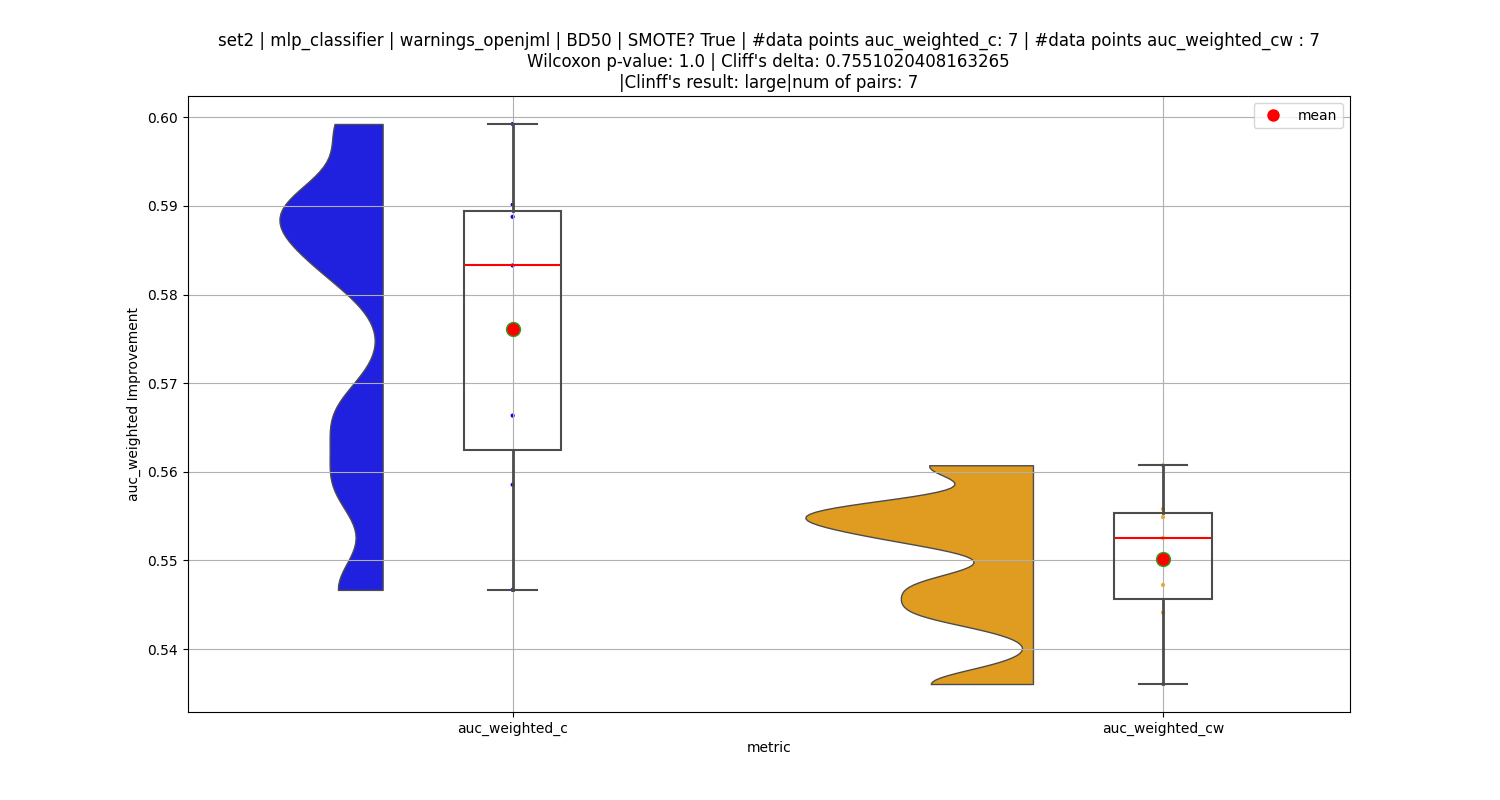 set2 | mlp_classifier | warnings_openjml | BD50 | SMOTE? True | #data points auc_weighted_c: 7 | #data points auc_weighted_cw : 7
Wilcoxon p-value: 1.0 | Cliff's delta: 0.7551020408163265
|Clinff's result: large|num of pairs: 7
mean
0.60
0.59
0.58
0.57
0.56
0.55
0.54
auc_weighted Improvement
auc_weighted_c
auc_weighted_cw
metric